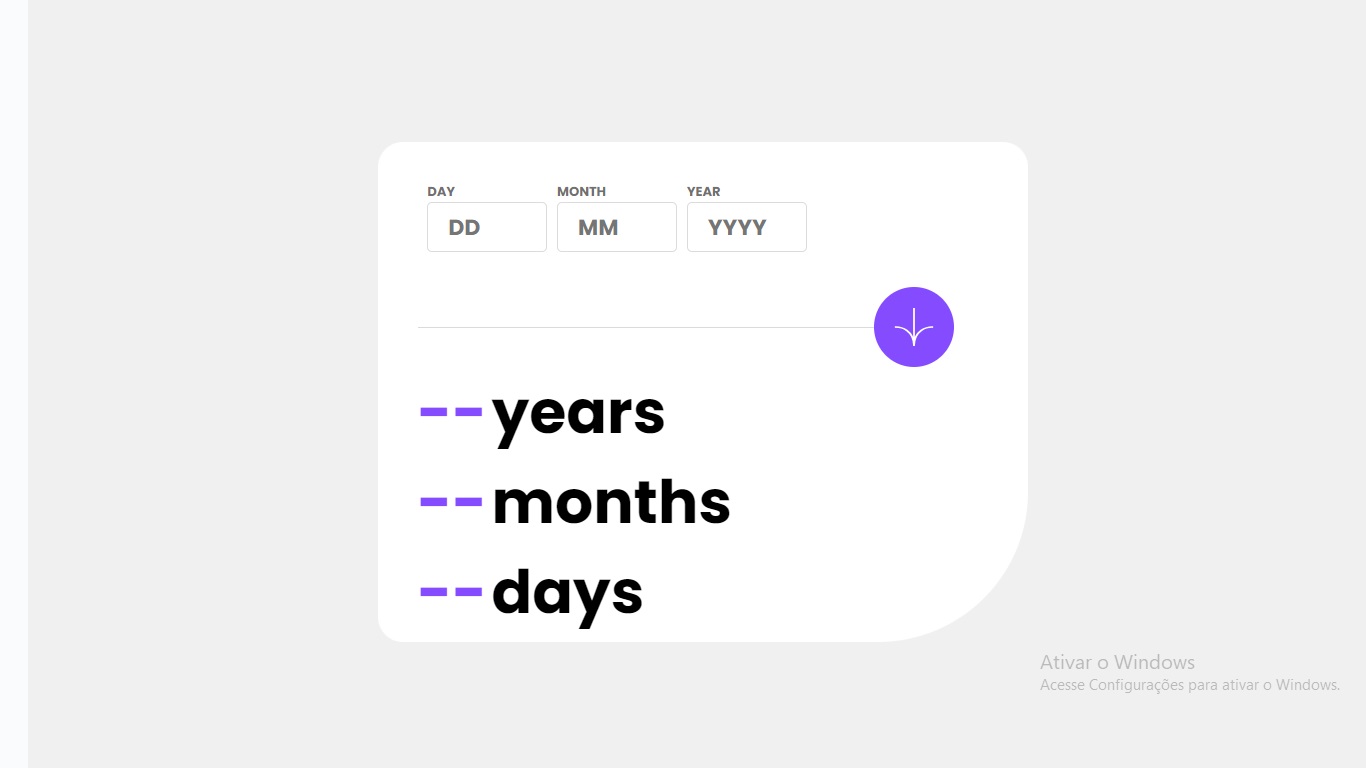 DAY MONTH YEAR
DD MM YYYY
--years
--months
--days
Ativar o Windows
Acesse Configurações para ativar o Windows.